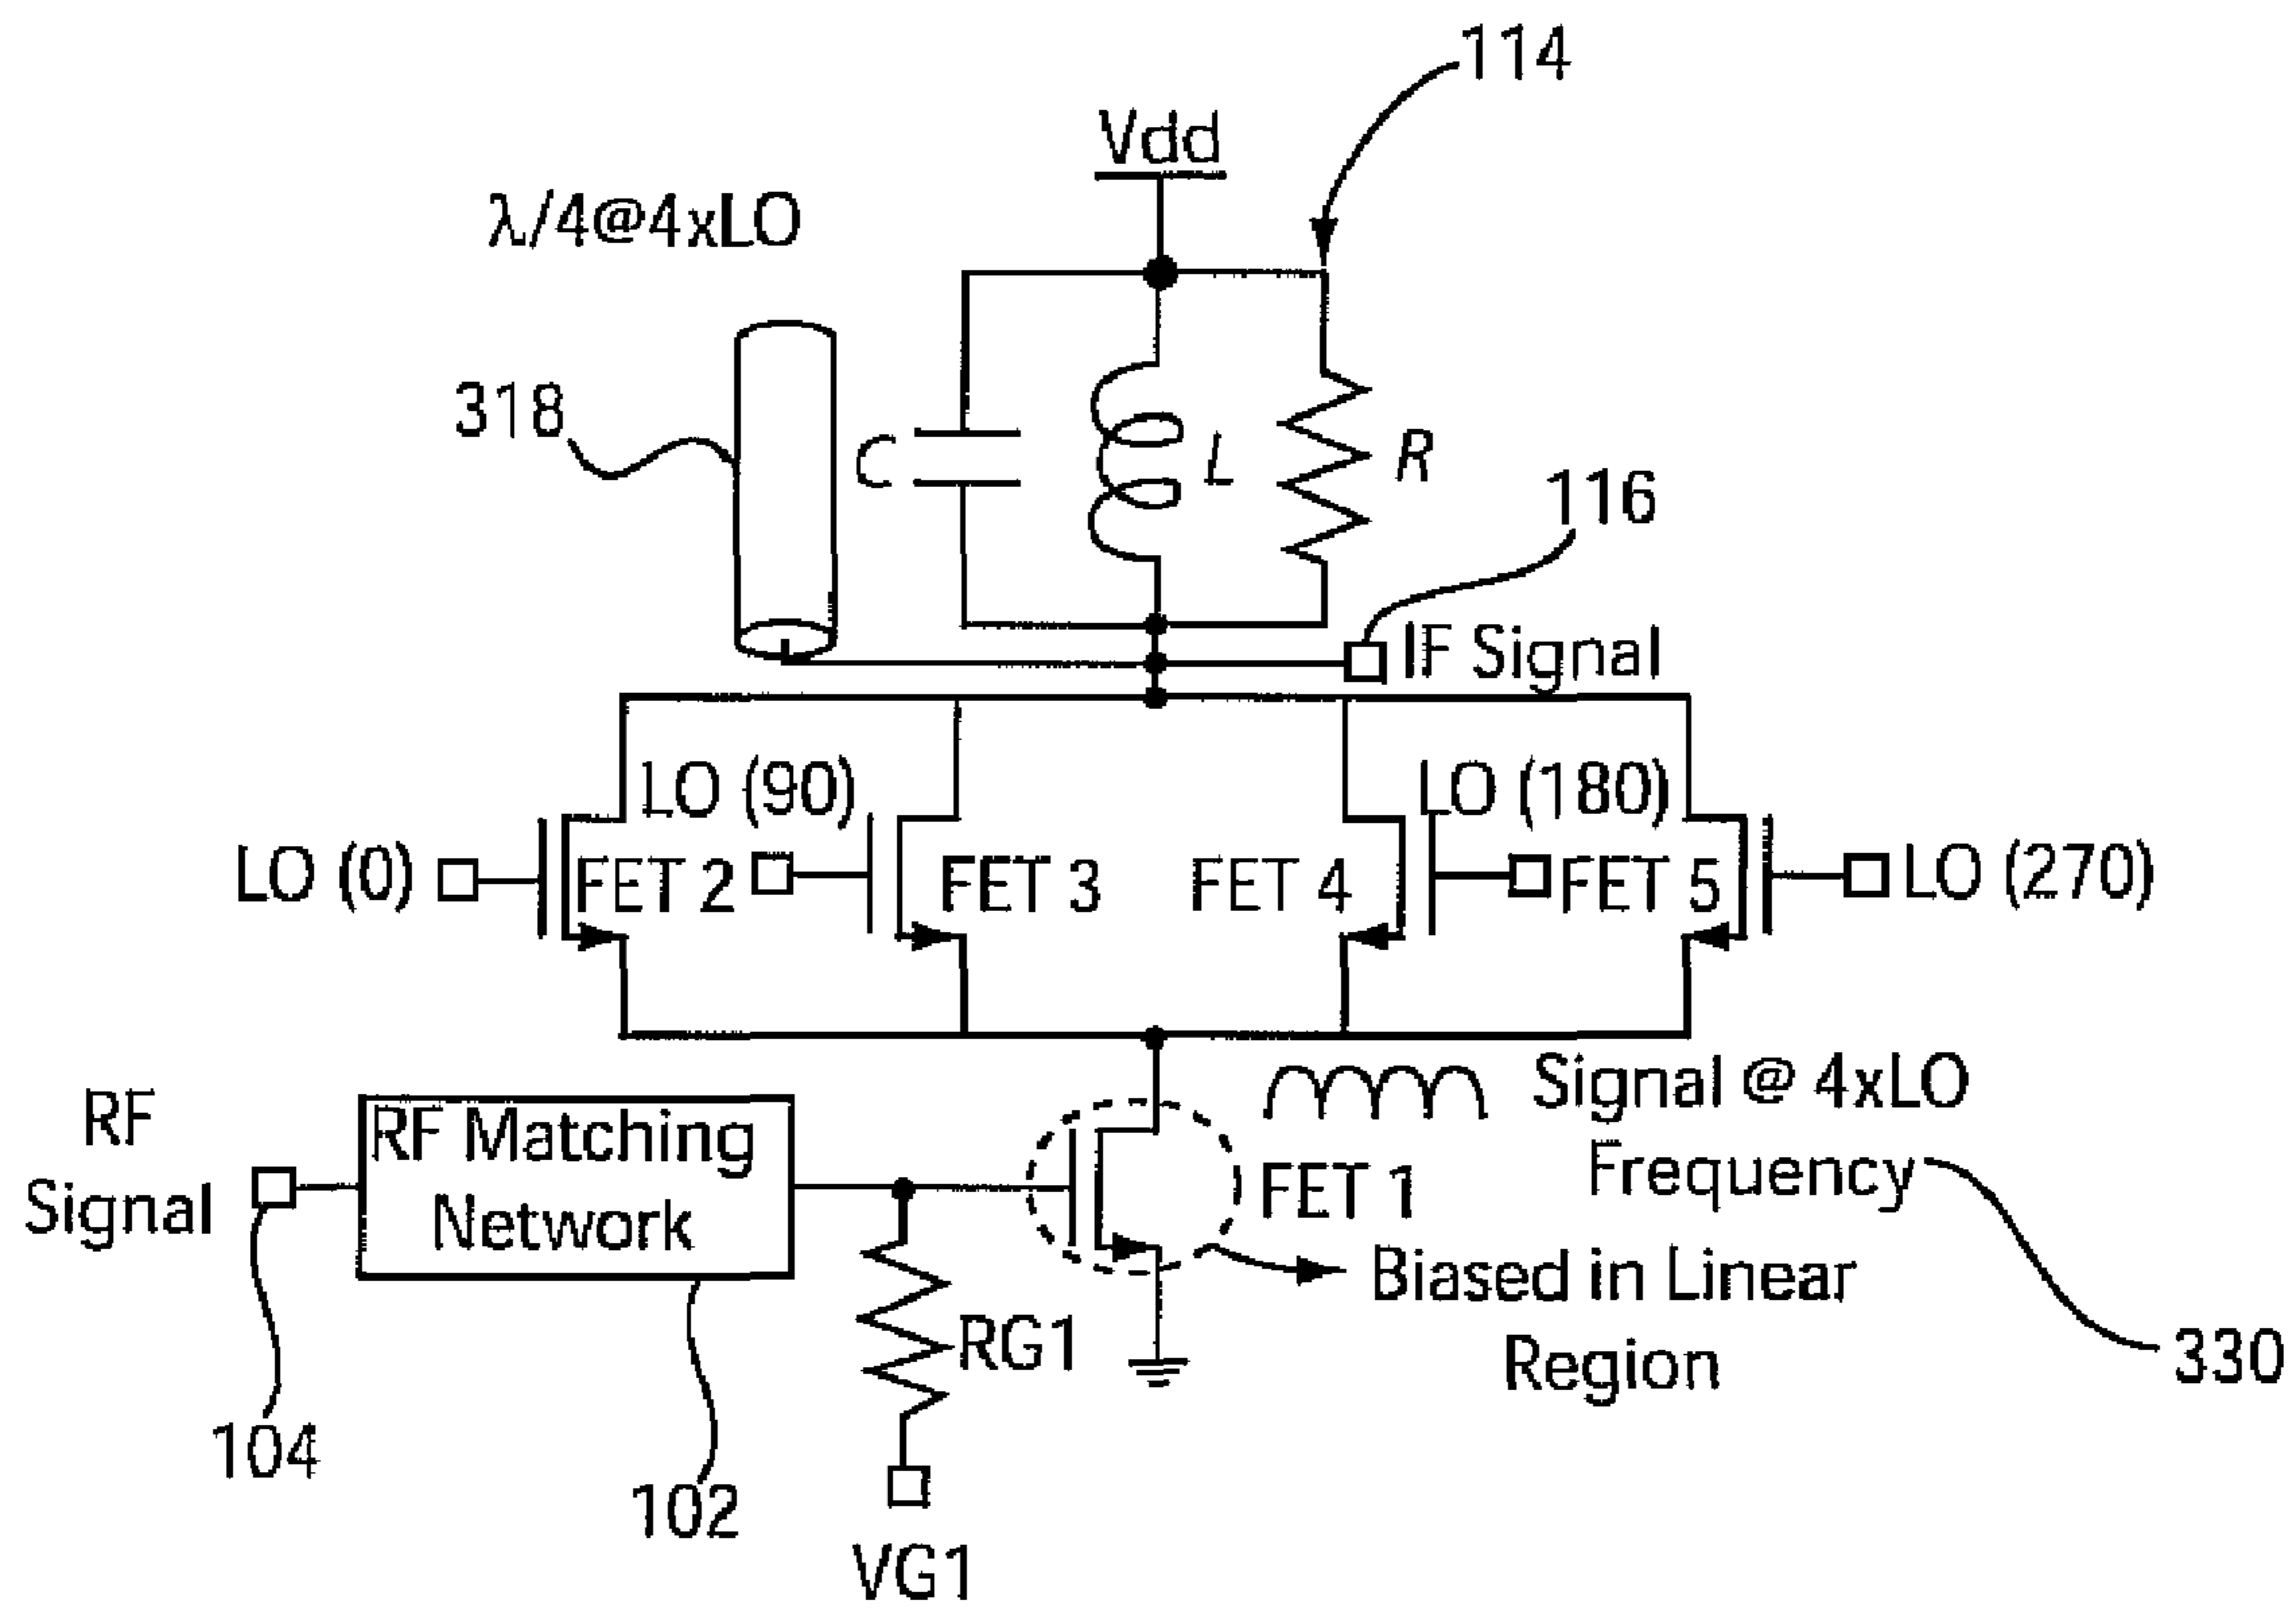 114
Vdd
λ/4@4xLO
318
C
L
R
116
IF Signal
LO (90)
LO (180)
LO (0)
FET 2
FET 3
FET 4
FET 5
LO (270)
RF
Signal
RF Matching
Network
Signal @ 4xLO
Frequency
FET 1
Biased in Linear
Region
RG1
330
104
102
VG1